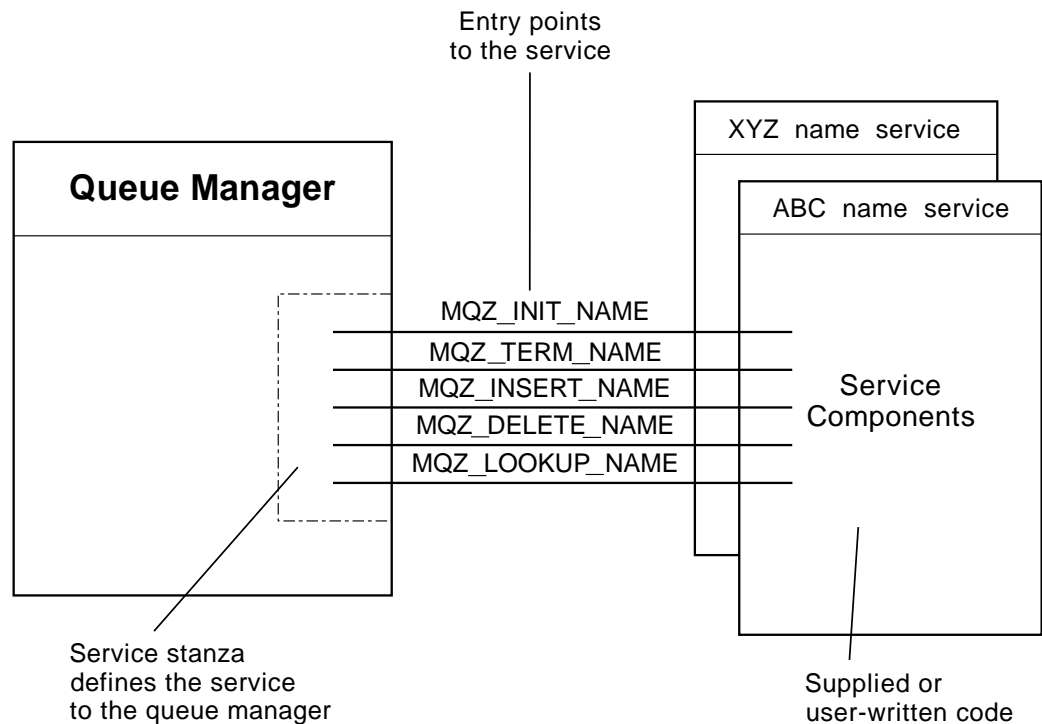 Entry points
to the service
XYZ name service
Queue Manager
ABC name service
MQZ_INIT_NAME
MQZ_TERM_NAME
MQZ_INSERT_NAME
MQZ_DELETE_NAME
MQZ_LOOKUP_NAME
Service
Components
Service stanza
defines the service
to the queue manager
Supplied or
user-written code